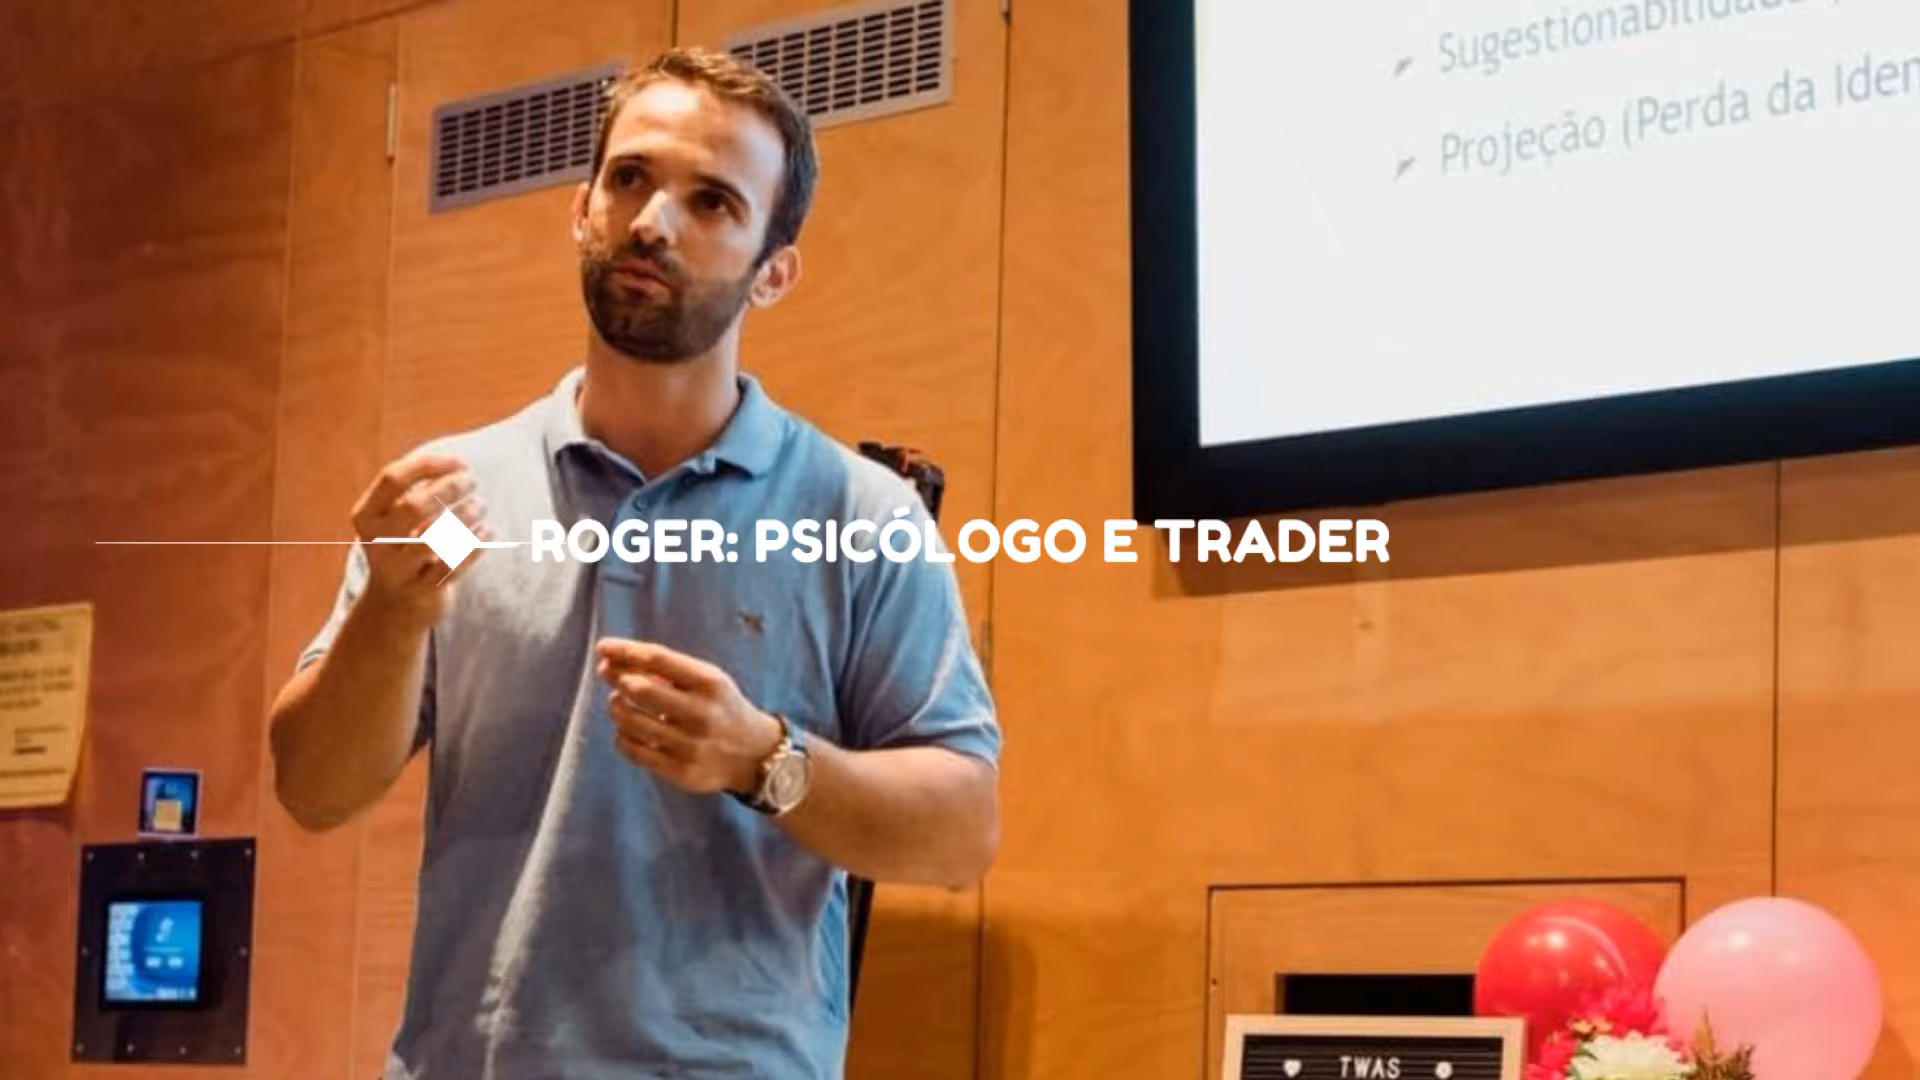 Sugestionabilidade
Projeção (Perda da Iden
ROGER: PSICÓLOGO E TRADER
TWAS